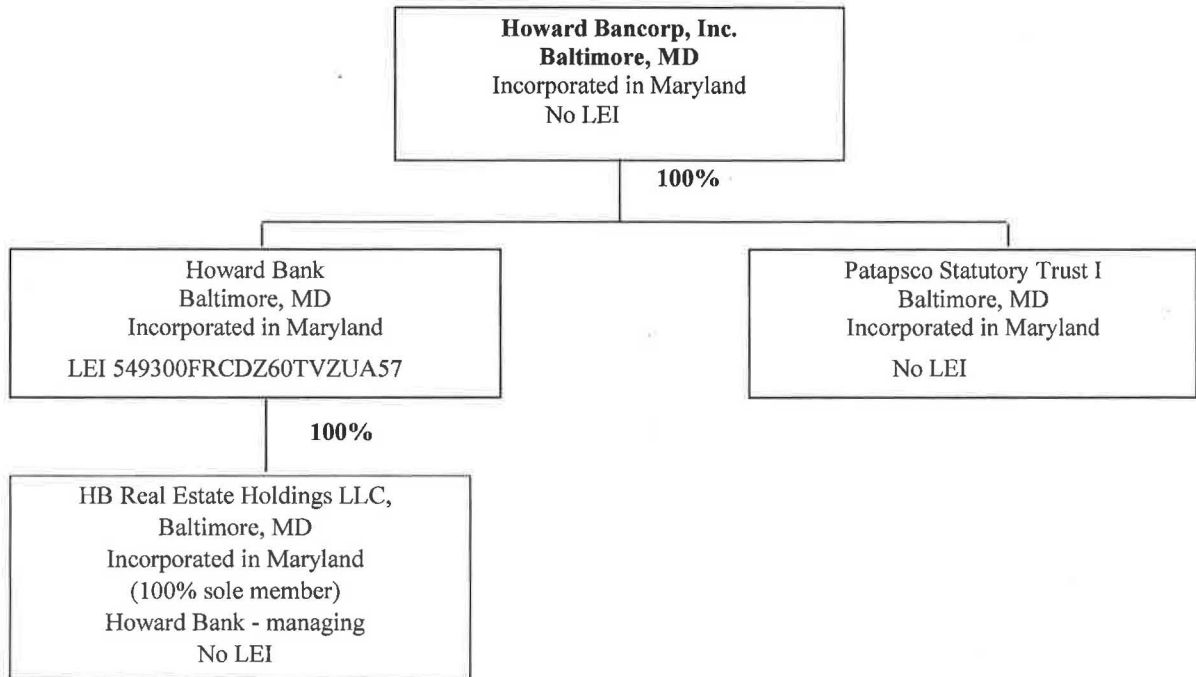 Howard Bancorp, Inc.
Baltimore, MD
Incorporated in Maryland
No LEI
100%
Howard Bank
Baltimore, MD
Incorporated in Maryland
LEI 549300FRCDZ60TVZUA57
Patapsco Statutory Trust I
Baltimore, MD
Incorporated in Maryland
No LEI
100%
HB Real Estate Holdings LLC,
Baltimore, MD
Incorporated in Maryland
(100% sole member)
Howard Bank - managing
No LEI